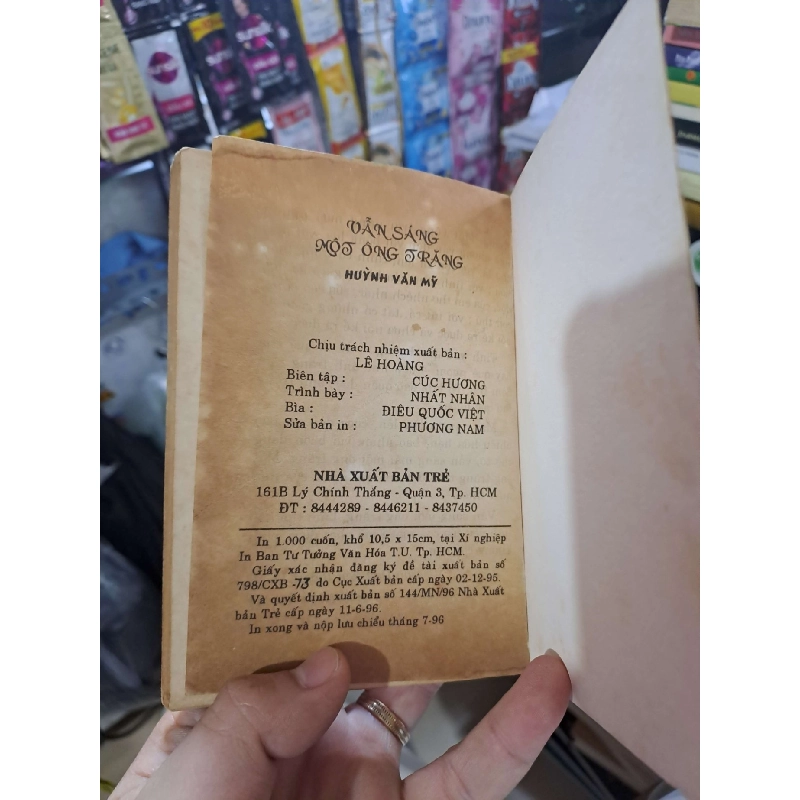 VẪN SÁNG
MỘT ÔNG TRĂNG
HUỲNH VĂN MỸ
Chịu trách nhiệm xuất bản :
LÊ HOÀNG
Biên tập : CÚC HƯƠNG
Trình bày : NHẤT NHÂN
Bìa : ĐIÊU QUỐC VIỆT
Sửa bản in : PHƯƠNG NAM
NHÀ XUẤT BẢN TRẺ
161B Lý Chính Thắng - Quận 3, Tp. HCM
ĐT : 8444289 - 8446211 - 8437450
In 1.000 cuốn, khổ 10,5 x 15cm, tại Xí nghiệp
In Ban Tư Tưởng Văn Hóa T.U. Tp. HCM.
Giấy xác nhận đăng ký đề tài xuất bản số
798/CXB -73 do Cục Xuất bản cấp ngày 02-12-95.
Và quyết định xuất bản số 144/MN/96 Nhà Xuất
bản Trẻ cấp ngày 11-6-96.
In xong và nộp lưu chiểu tháng 7-96